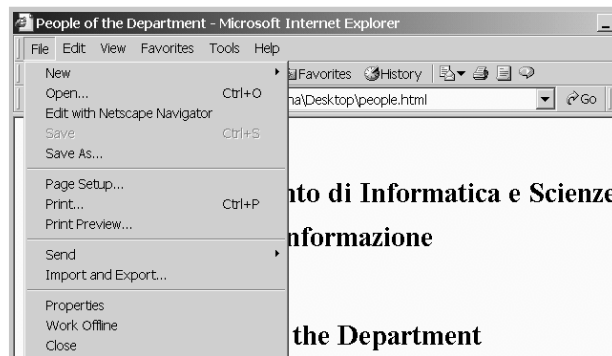 People of the Department - Microsoft Internet Explorer
File Edit View Favorites Tools Help
Favorites History
\Desktop\people.html Go
New
Open... Ctrl+O
Edit with Netscape Navigator
Save Ctrl+S
Save As...
Page Setup...
Print... Ctrl+P
Print Preview...
Send
Import and Export...
Properties
Work Offline
Close
nto di Informatica e Scienze
nformazione
the Department